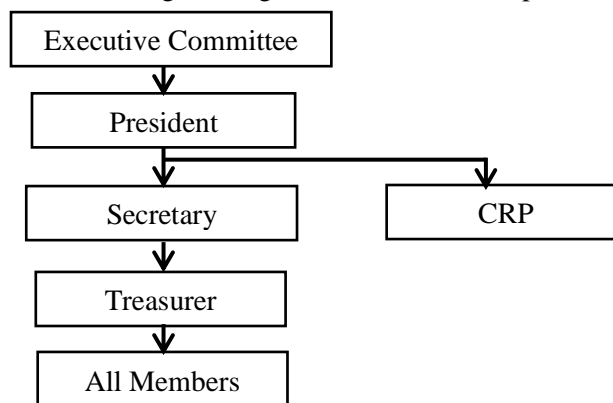 Executive Committee
President
Secretary
CRP
Treasurer
All Members